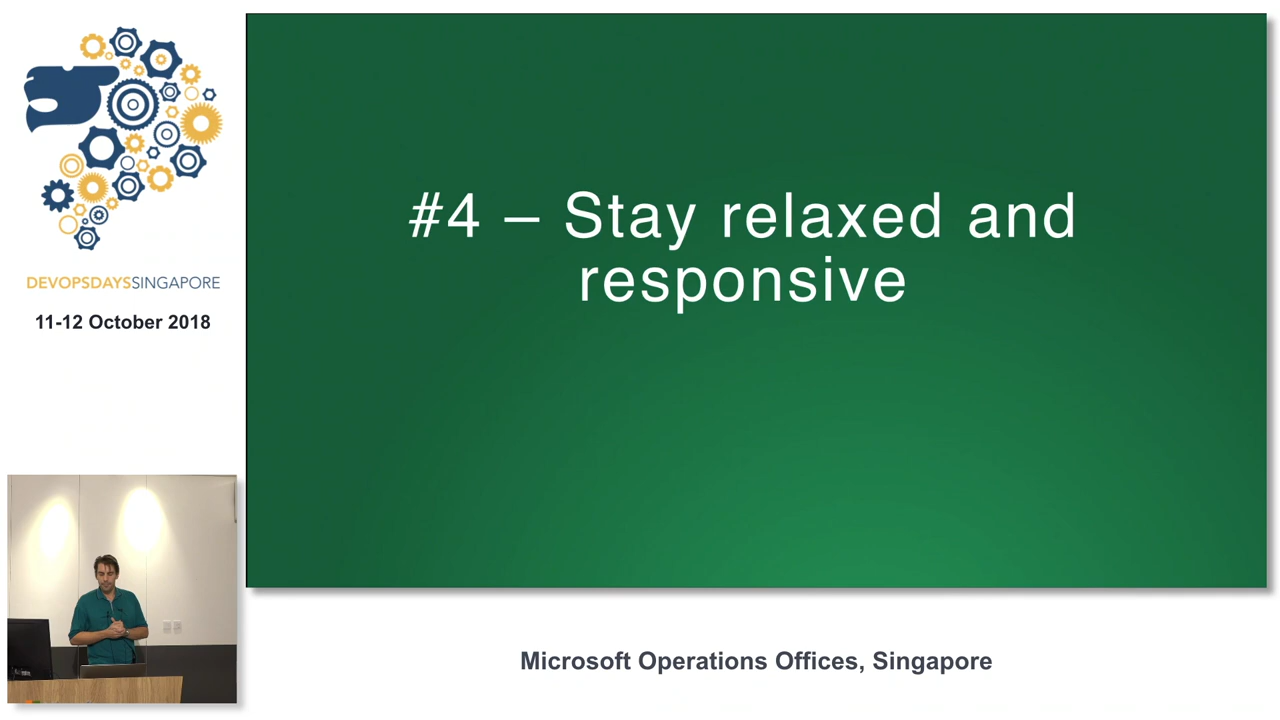 DEVOPSDAYSSINGAPORE
11-12 October 2018
#4 – Stay relaxed and
responsive
Microsoft Operations Offices, Singapore